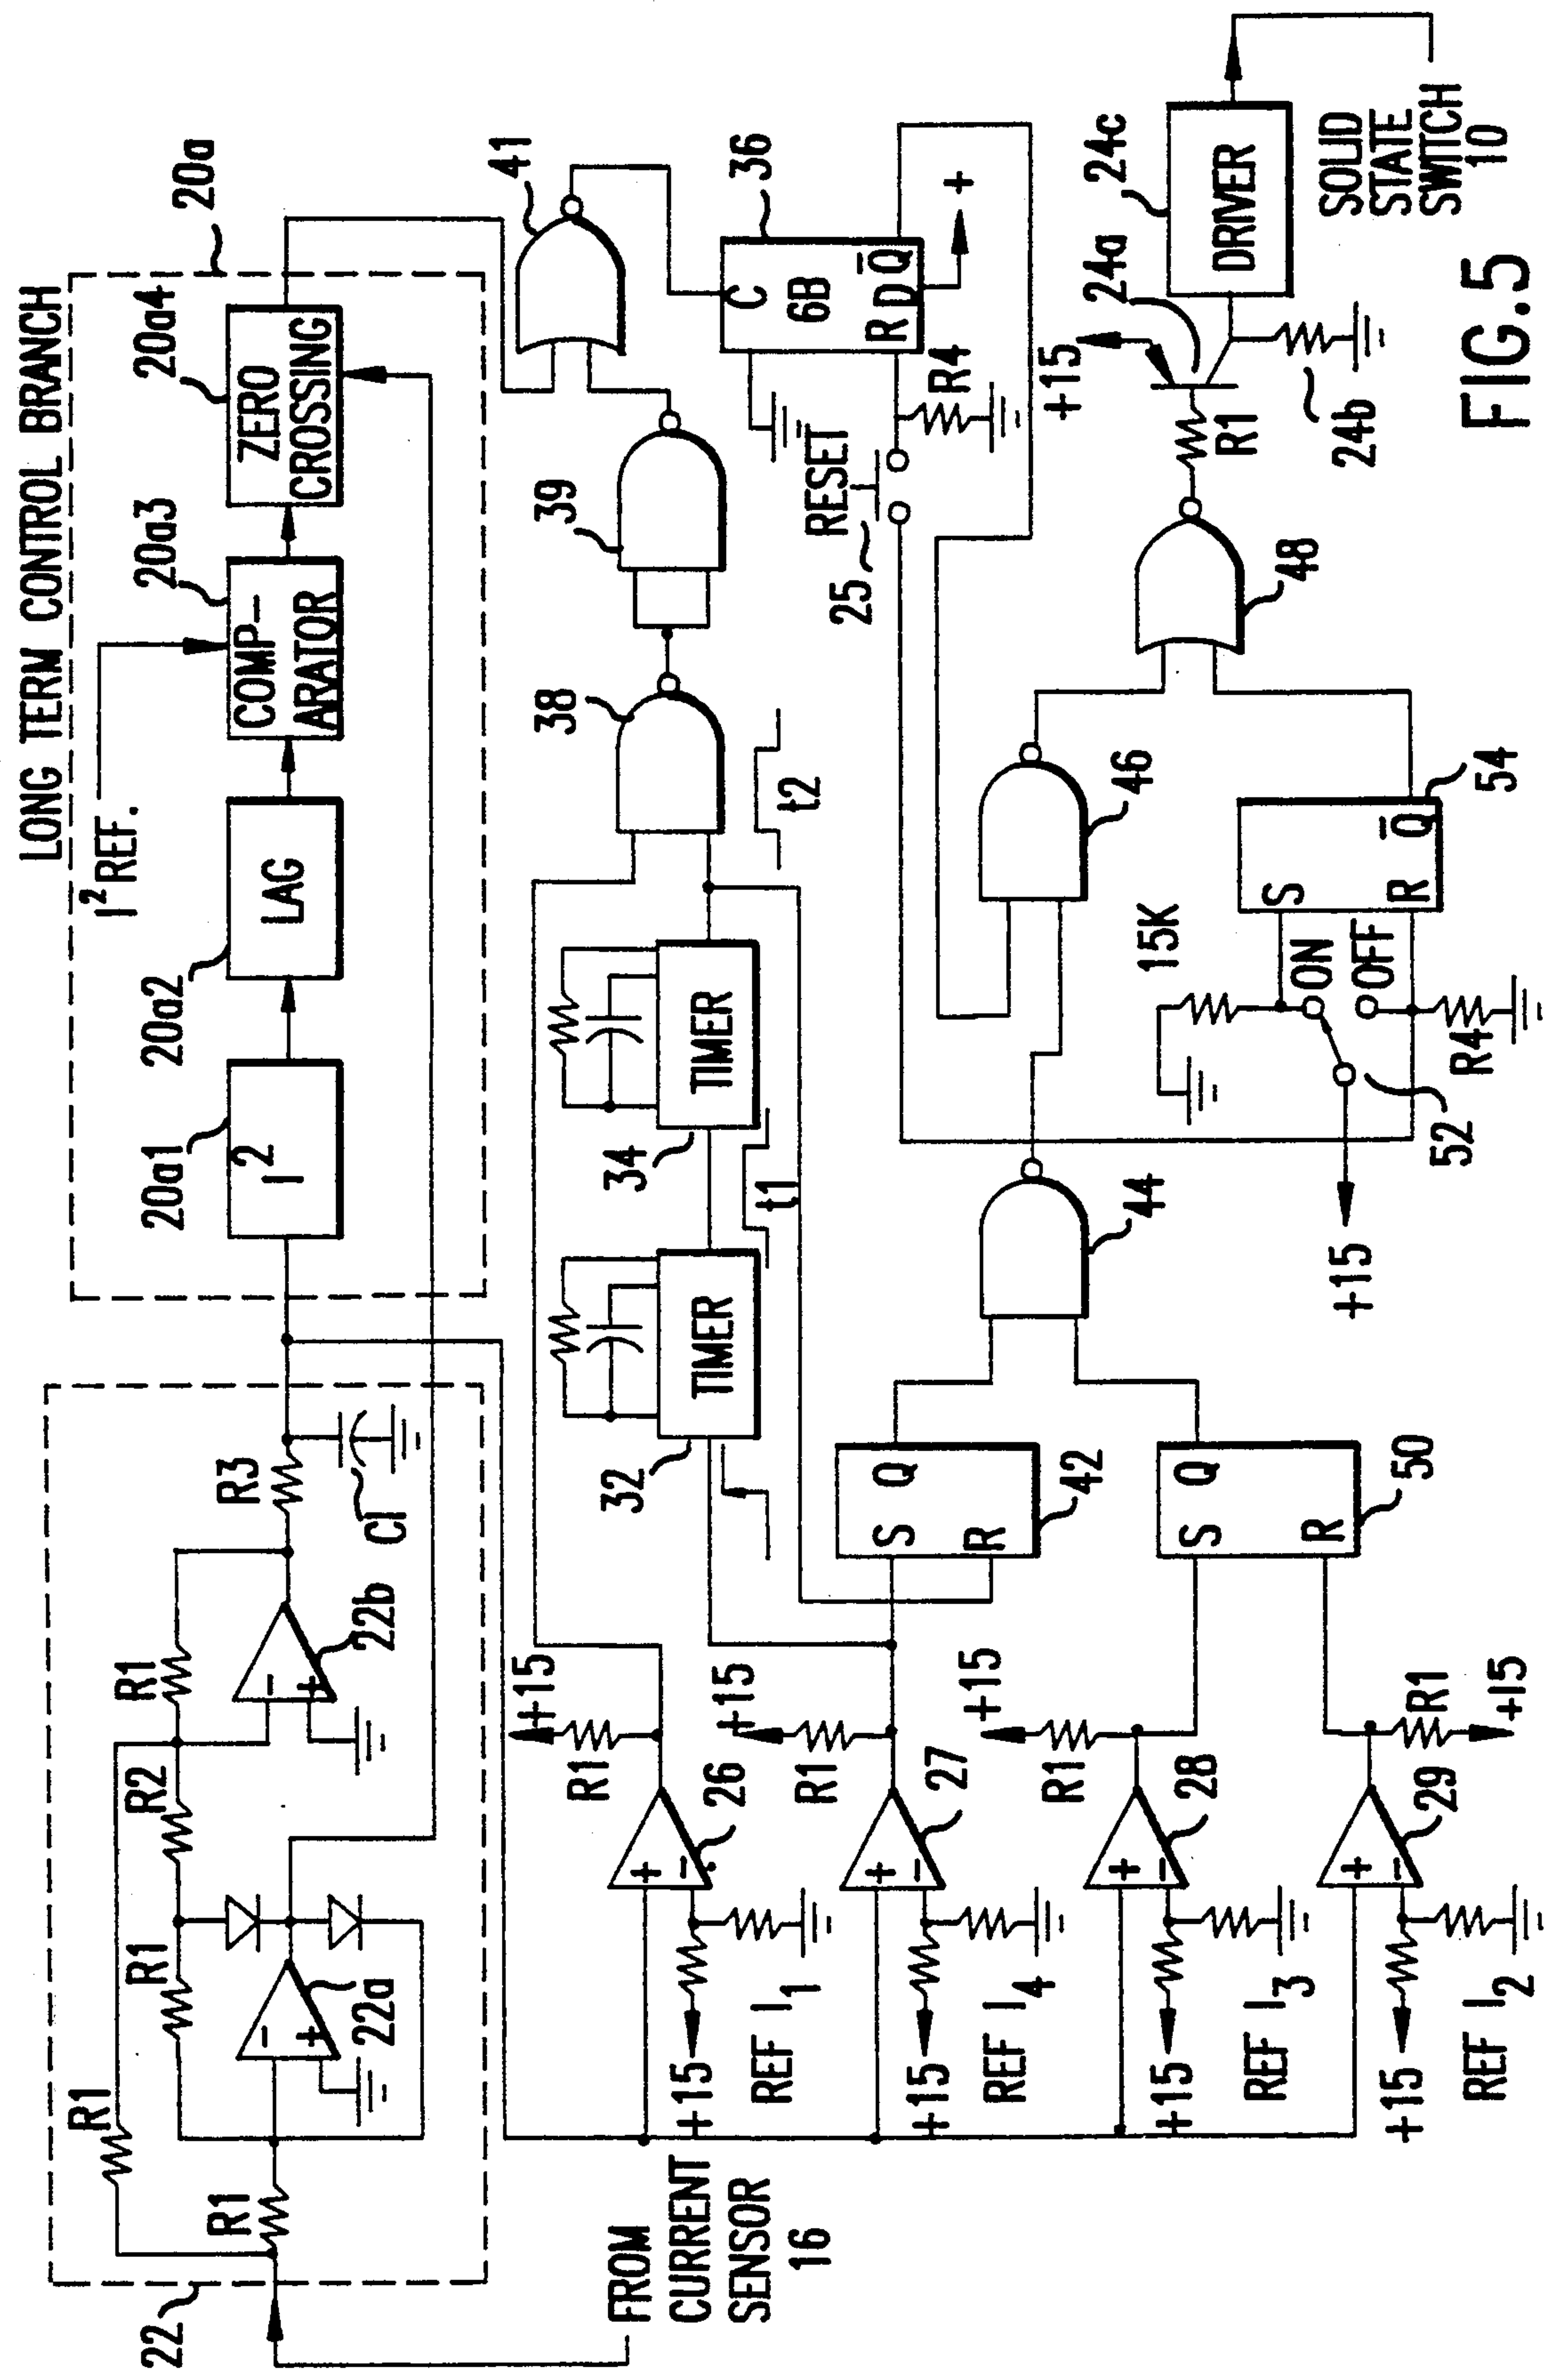 LONG TERM CONTROL BRANCH
20a
22
R1
R1
R1
R2
R1
22a
22b
R3
C1
I² REF.
20a1
I²
20a2
LAG
20a3
COMP-
ARATOR
20a4
ZERO
CROSSING
FROM
CURRENT
SENSOR
16
+15
REF I₁
+
-
26
R1
+15
32
TIMER
t1
34
TIMER
t2
38
39
41
+15
REF I₄
+
-
27
R1
+15
S
Q
R
42
36
C
6B
R
D
Q̄
+
RESET
25
R4
+15
REF I₃
+
-
28
R1
+15
S
Q
R
50
44
46
48
+15
REF I₂
+
-
29
R1
+15
+15
52
15K
ON
OFF
R4
S
R
Q̄
54
R1
+15
24a
24b
24c
DRIVER
SOLID
STATE
SWITCH
10
FIG.5